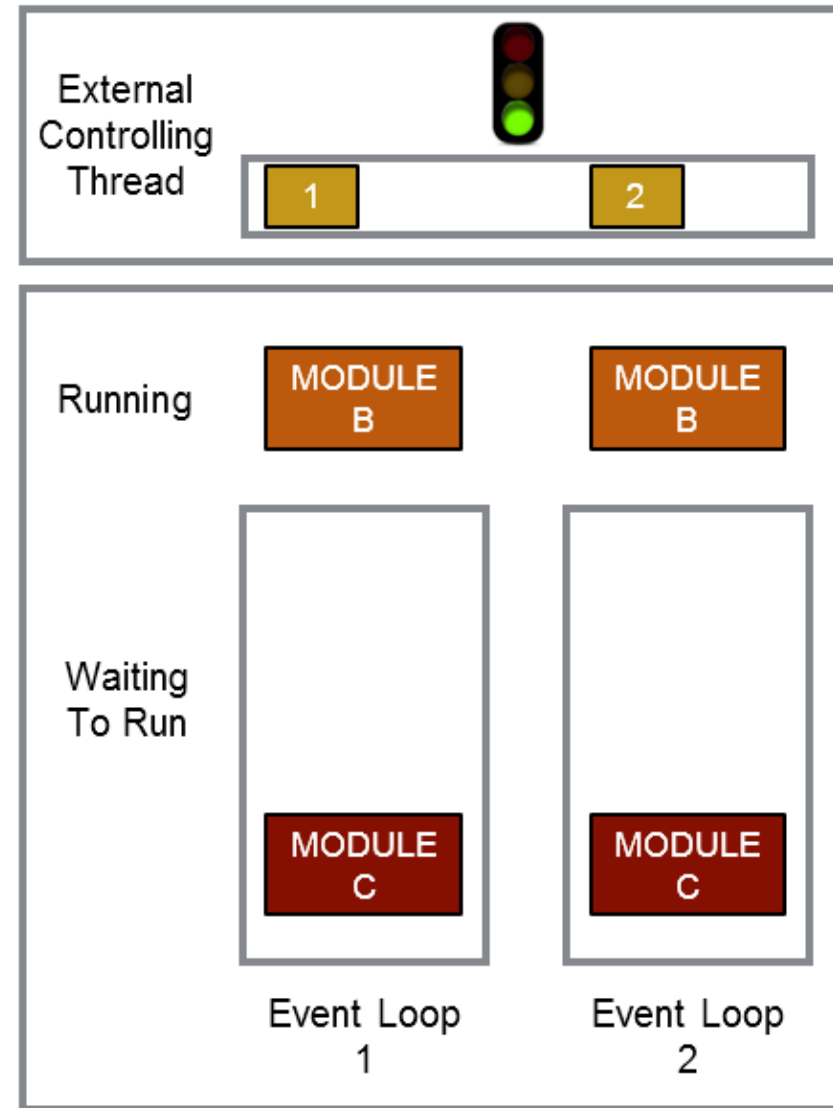 External
Controlling
Thread
1
2
Running
MODULE
B
MODULE
B
Waiting
To Run
MODULE
C
MODULE
C
Event Loop
1
Event Loop
2